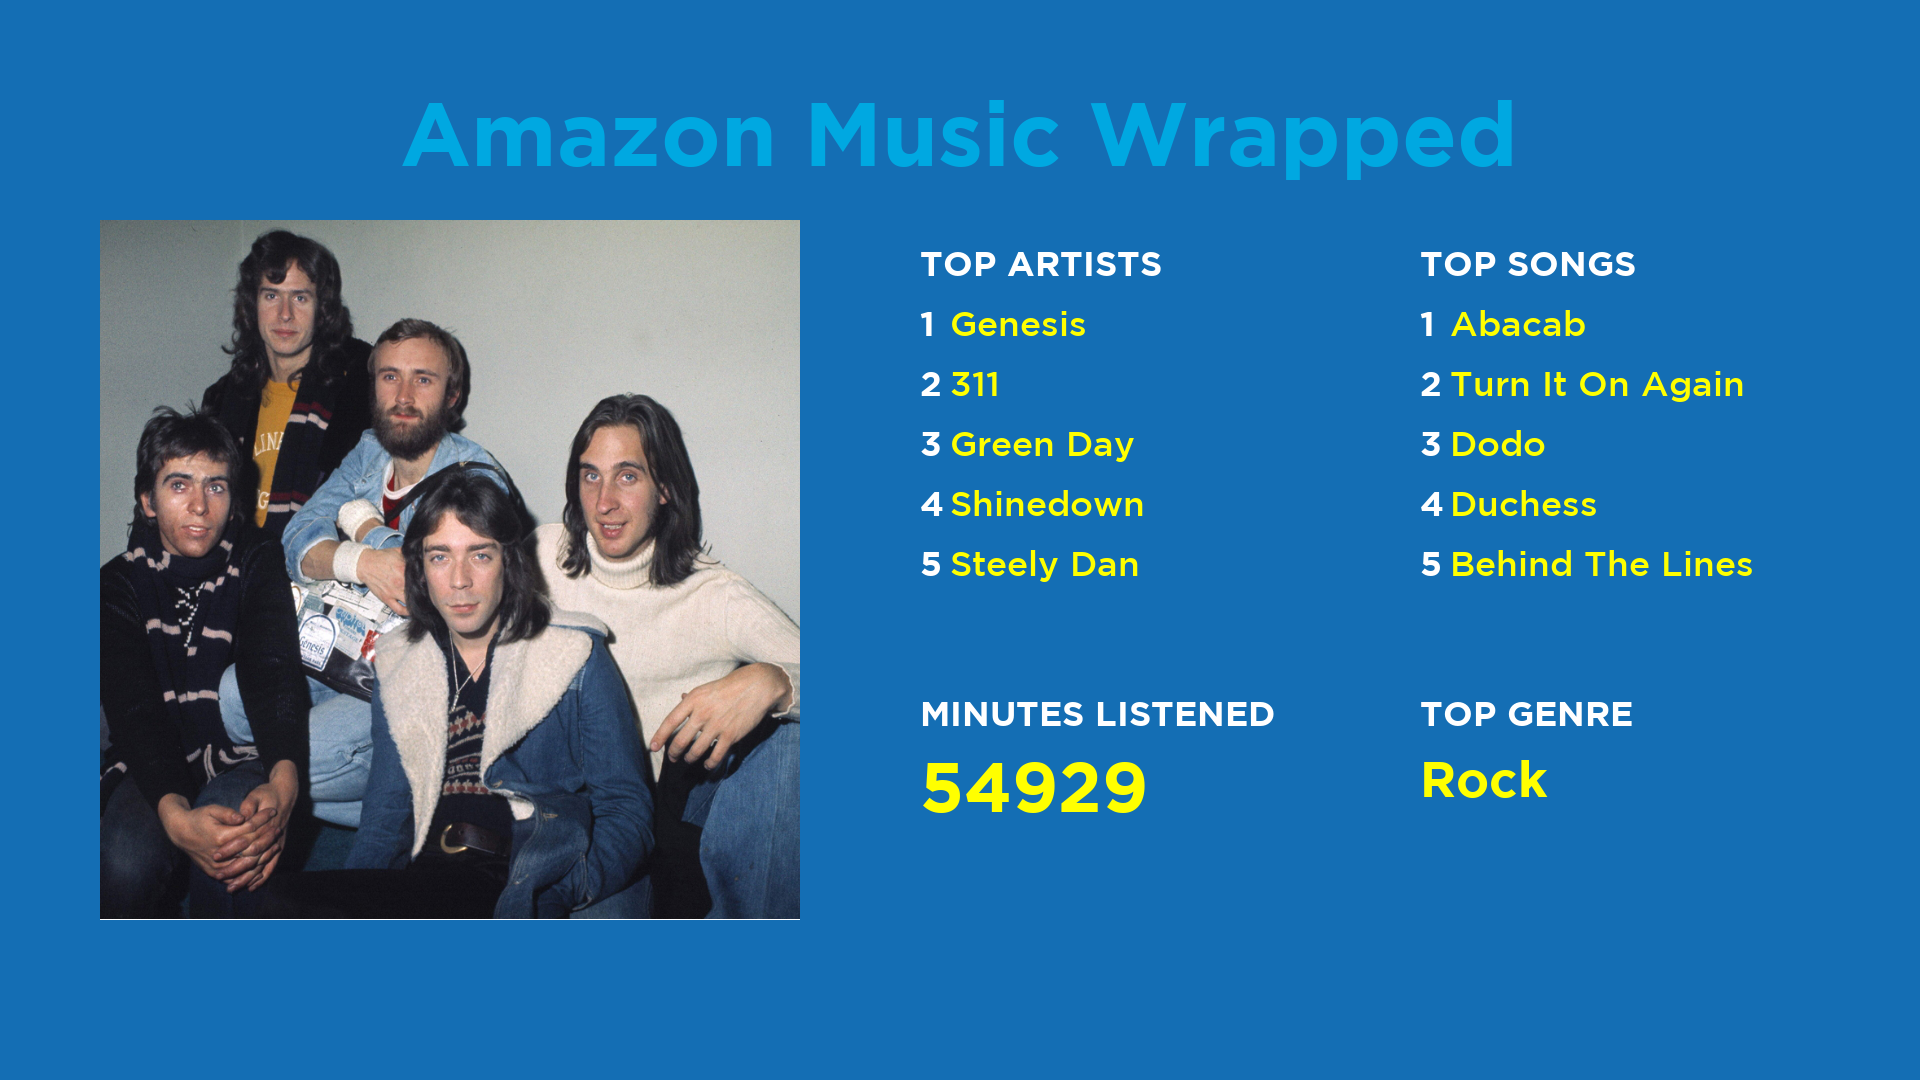 Amazon Music Wrapped
TOP ARTISTS
1 Genesis
2 311
3 Green Day
4 Shinedown
5 Steely Dan
TOP SONGS
1 Abacab
2 Turn It On Again
3 Dodo
4 Duchess
5 Behind The Lines
MINUTES LISTENED
54929
TOP GENRE
Rock
Genesis